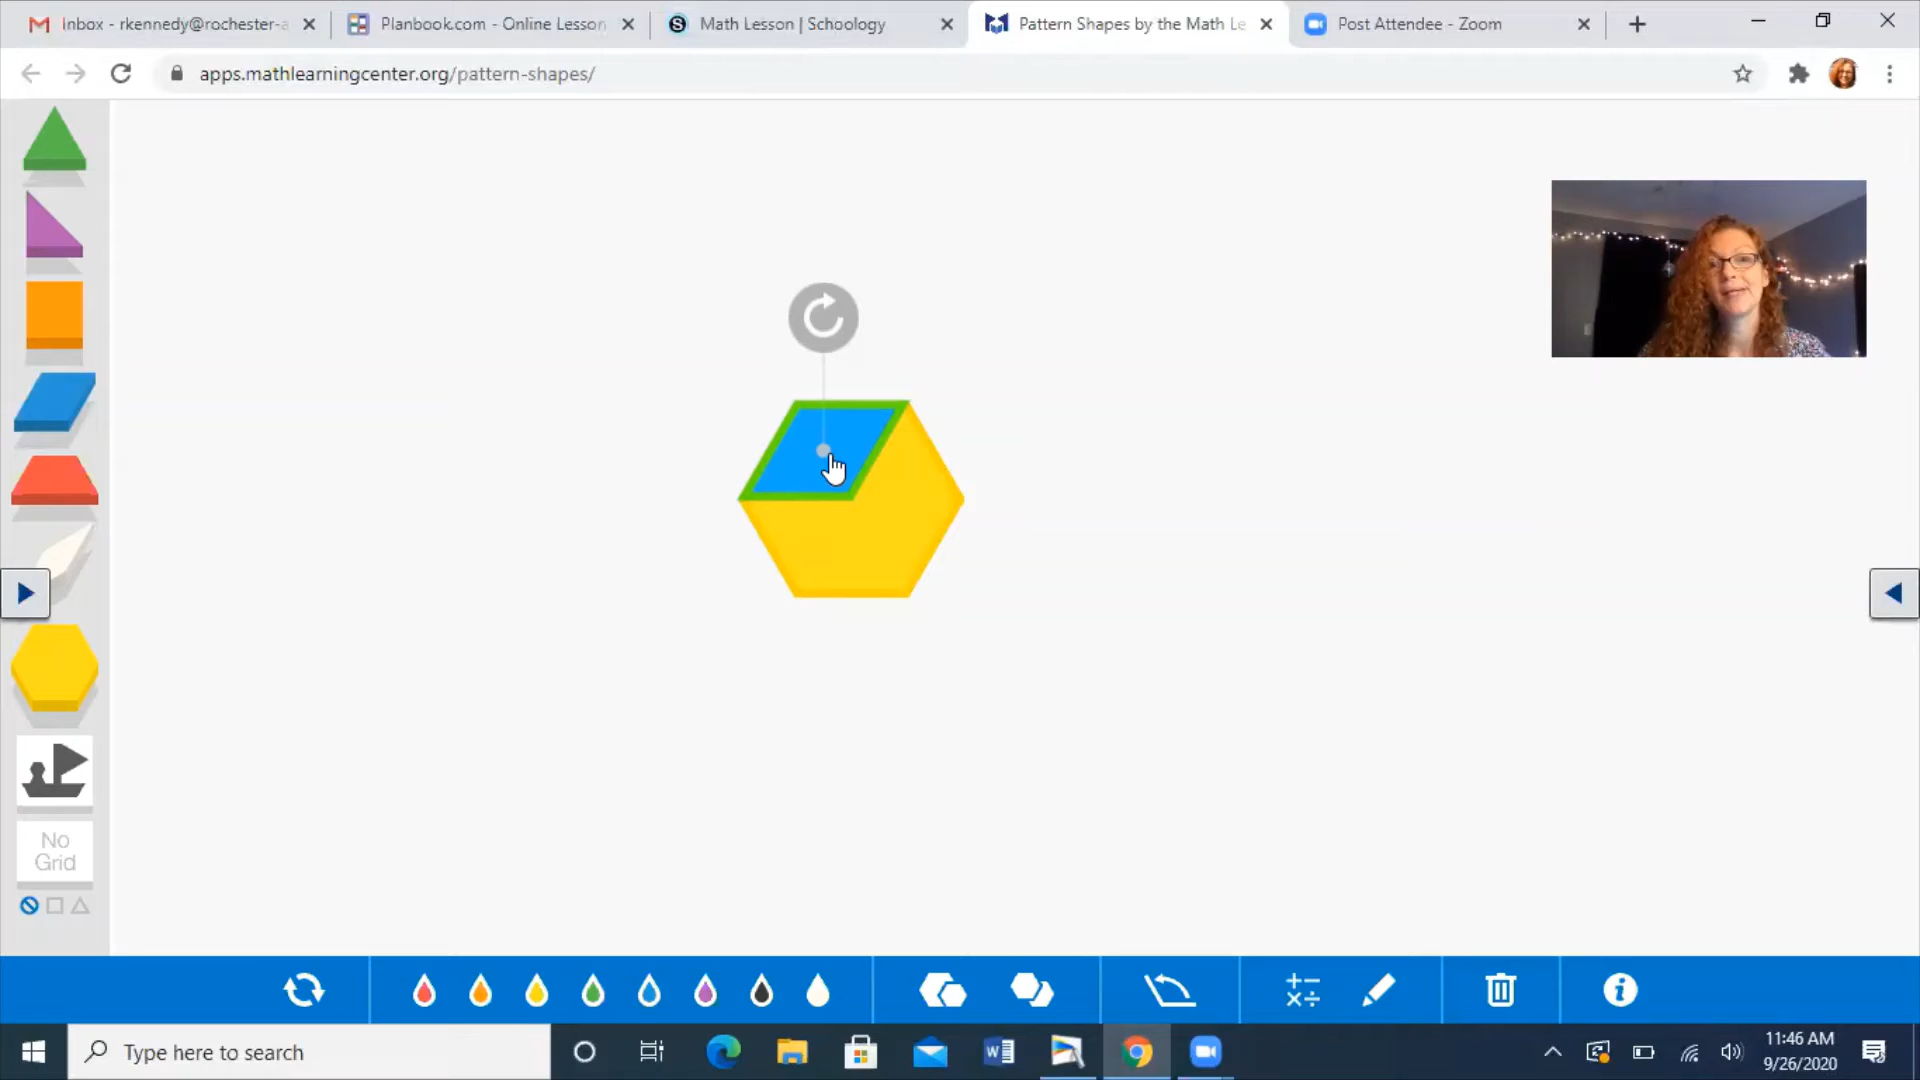 Inbox - rkennedy@rochester-a
Planbook.com - Online Lesson
Math Lesson | Schoology
Pattern Shapes by the Math Le
Post Attendee - Zoom
apps.mathlearningcenter.org/pattern-shapes/
No
Grid
Type here to search
11:46 AM
9/26/2020